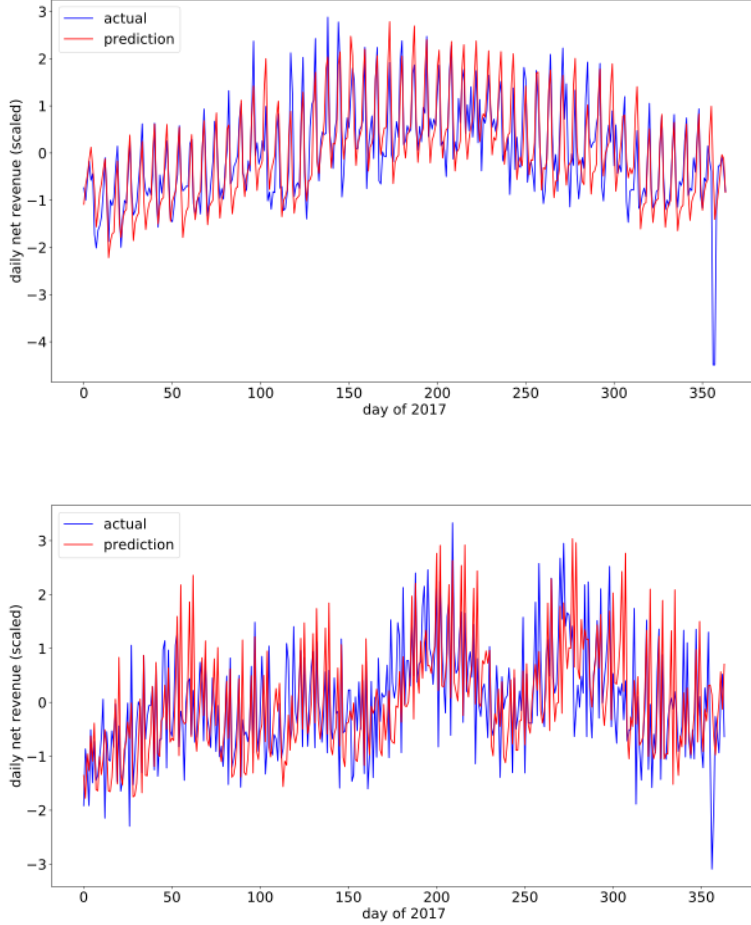 actual
prediction
daily net revenue (scaled)
3
2
1
0
−1
−2
−3
−4
0 50 100 150 200 250 300 350
day of 2017
actual
prediction
daily net revenue (scaled)
3
2
1
0
−1
−2
−3
0 50 100 150 200 250 300 350
day of 2017